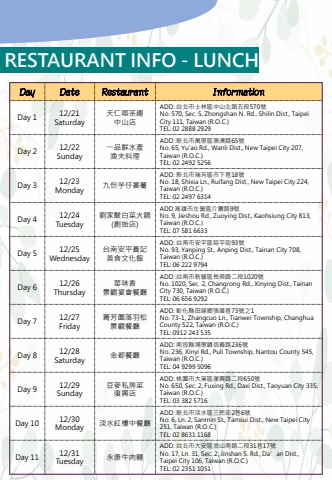 RESTAURANT INFO - LUNCH
Day Date Restaurant Information
Day 1
12/21
Saturday
天仁喫茶趣
中山店
ADD: 台北市士林區中山北路五段570號
No. 570, Sec. 5, Zhongshan N. Rd., Shilin Dist., Taipei
City 111, Taiwan (R.O.C.)
TEL: 02 2888 2929
Day 2
12/22
Sunday
一品鮮水產
漁夫料理
ADD: 新北市萬里區漁澳路65號
No. 65, Yu'ao Rd., Wanli Dist., New Taipei City 207,
Taiwan (R.O.C.)
TEL: 02 2492 5256
Day 3
12/23
Monday
九份芋仔蕃薯
ADD: 新北市瑞芳區市下巷18號
No. 18, Shixia Ln., Ruifang Dist., New Taipei City 224,
Taiwan (R.O.C.)
TEL: 02 2497 6314
Day 4
12/24
Tuesday
劉家酸白菜火鍋
(創始店)
ADD:高雄市左營區介壽路9號
No. 9, Jieshou Rd., Zuoying Dist., Kaohsiung City 813,
Taiwan (R.O.C.)
TEL: 07 581 6633
Day 5
12/25
Wednesday
台南安平貴記
美食文化館
ADD: 台南市安平區延平街93號
No. 93, Yanping St., Anping Dist., Tainan City 708,
Taiwan (R.O.C.)
TEL: 06 222 9794
Day 6
12/26
Thursday
華味香
景觀宴會餐廳
ADD: 台南市新營區長榮路二段1020號
No. 1020, Sec. 2, Changrong Rd., Xinying Dist., Tainan
City 730, Taiwan (R.O.C.)
TEL: 06 656 9292
Day 7
12/27
Friday
菁芳園落羽松
景觀餐廳
ADD: 彰化縣田尾鄉張厝巷73號之1
No. 73-1, Zhangcuo Ln., Tianwei Township, Changhua
County 522, Taiwan (R.O.C.)
TEL: 0912 243 535
Day 8
12/28
Saturday
金都餐廳
ADD: 南投縣埔里鎮信義路236號
No. 236, Xinyi Rd., Puli Township, Nantou County 545,
Taiwan (R.O.C.)
TEL: 04 9299 5096
Day 9
12/29
Sunday
豆麥私房菜
復興店
ADD: 桃園市大溪區復興路二段650號
No. 650, Sec. 2, Fuxing Rd., Daxi Dist., Taoyuan City 335,
Taiwan (R.O.C.)
TEL: 03 382 5716
Day 10
12/30
Monday
淡水紅樓中餐廳
ADD: 新北市淡水區三民街2巷6號
No. 6, Ln. 2, Sanmin St., Tamsui Dist., New Taipei City
251, Taiwan (R.O.C.)
TEL: 02 8631 1168
Day 11
12/31
Tuesday
永康牛肉麵
ADD: 台北市大安區金山南路二段31巷17號
No. 17, Ln. 31, Sec. 2, Jinshan S. Rd., Da'an Dist.,
Taipei City 106, Taiwan (R.O.C.)
TEL: 02 2351 1051